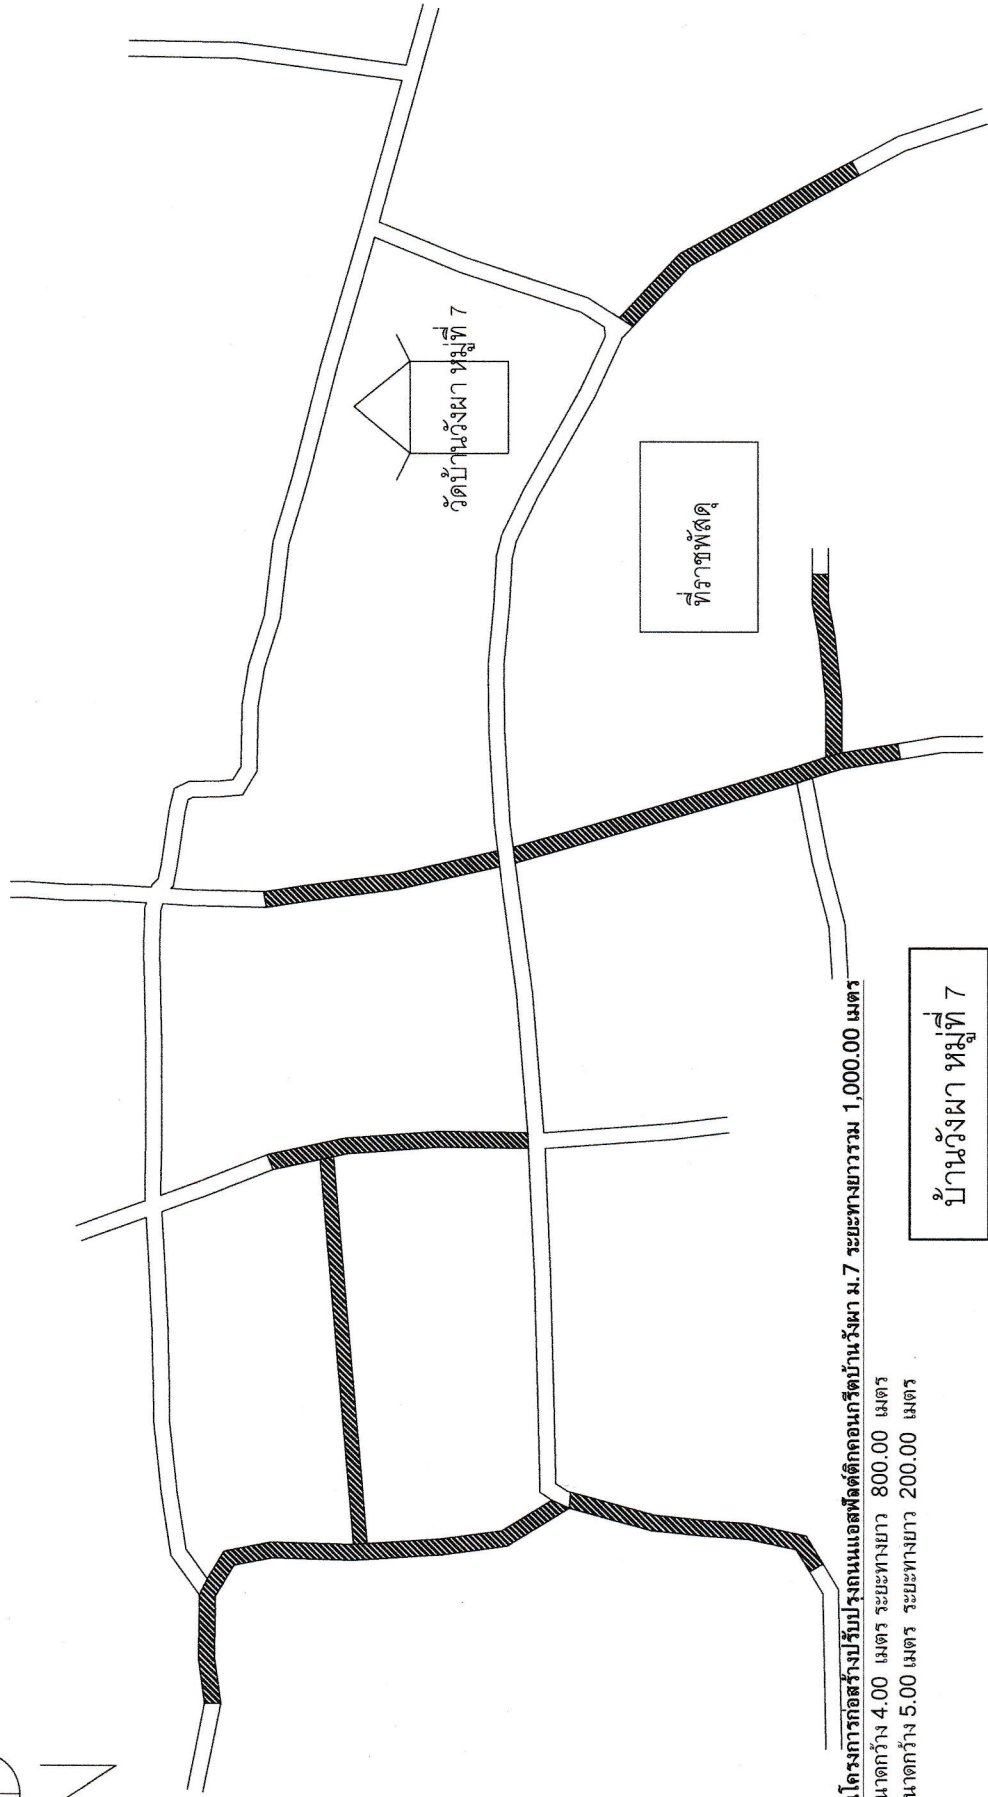 วัดบ้านวังผา หมู่ที่ 7
ที่ราชพัสดุ
โครงการก่อสร้างปรับปรุงถนนแอสฟัลต์ติกคอนกรีตบ้านวังผา ม.7 ระยะทางยาวรวม 1,000.00 เมตร
นาดกว้าง 4.00 เมตร ระยะทางยาว 800.00 เมตร
นาดกว้าง 5.00 เมตร ระยะทางยาว 200.00 เมตร
บ้านวังผา หมู่ที่ 7